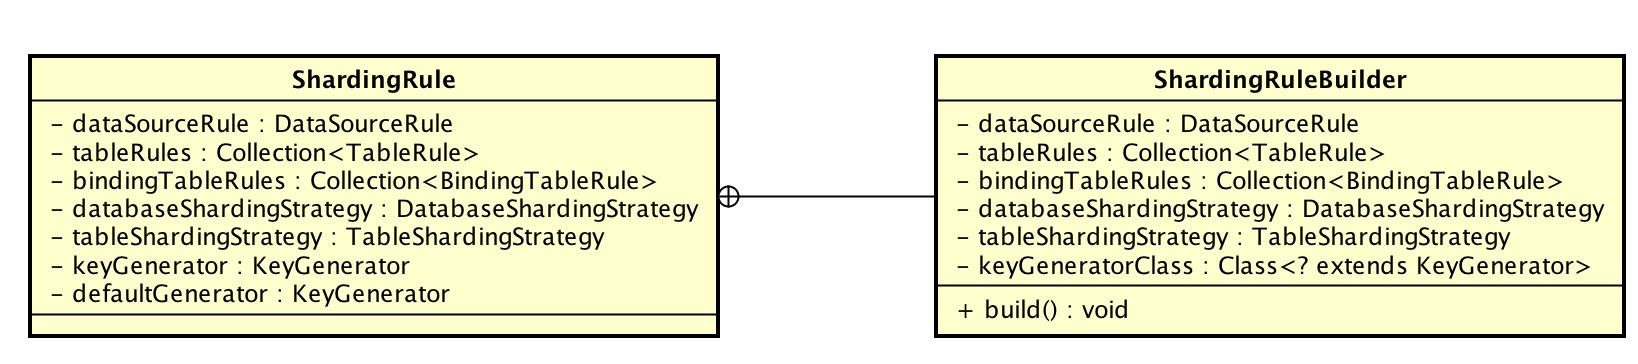 ShardingRule
- dataSourceRule : DataSourceRule
- tableRules : Collection<TableRule>
- bindingTableRules : Collection<BindingTableRule>
- databaseShardingStrategy : DatabaseShardingStrategy
- tableShardingStrategy : TableShardingStrategy
- keyGenerator : KeyGenerator
- defaultGenerator : KeyGenerator
ShardingRuleBuilder
- dataSourceRule : DataSourceRule
- tableRules : Collection<TableRule>
- bindingTableRules : Collection<BindingTableRule>
- databaseShardingStrategy : DatabaseShardingStrategy
- tableShardingStrategy : TableShardingStrategy
- keyGeneratorClass : Class<? extends KeyGenerator>
+ build() : void